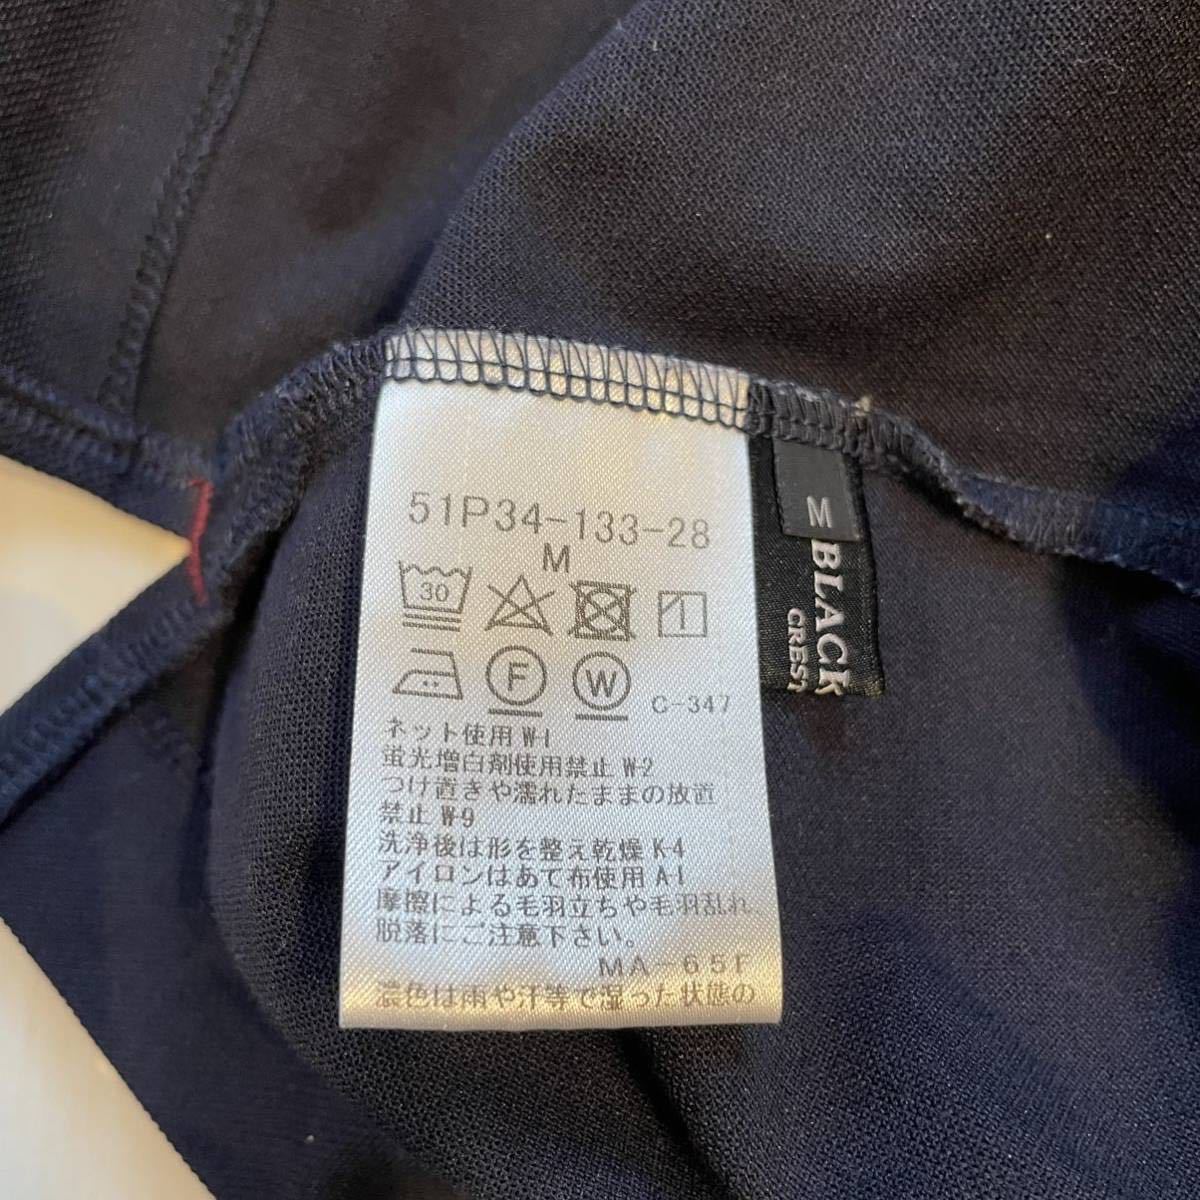 51P34-133-28
M
30
F
W
C-347
ネット使用 W-1
蛍光増白剤使用禁止 W-2
つけ置きや濡れたままの放置
禁止 W-9
洗浄後は形を整え乾燥 K-4
アイロンはあて布使用 A-1
摩擦による毛羽立ちや毛羽乱れ、
脱落にご注意下さい。
MA-65F
濃色は雨や汗等で湿った状態の
M
BLACK
CREST